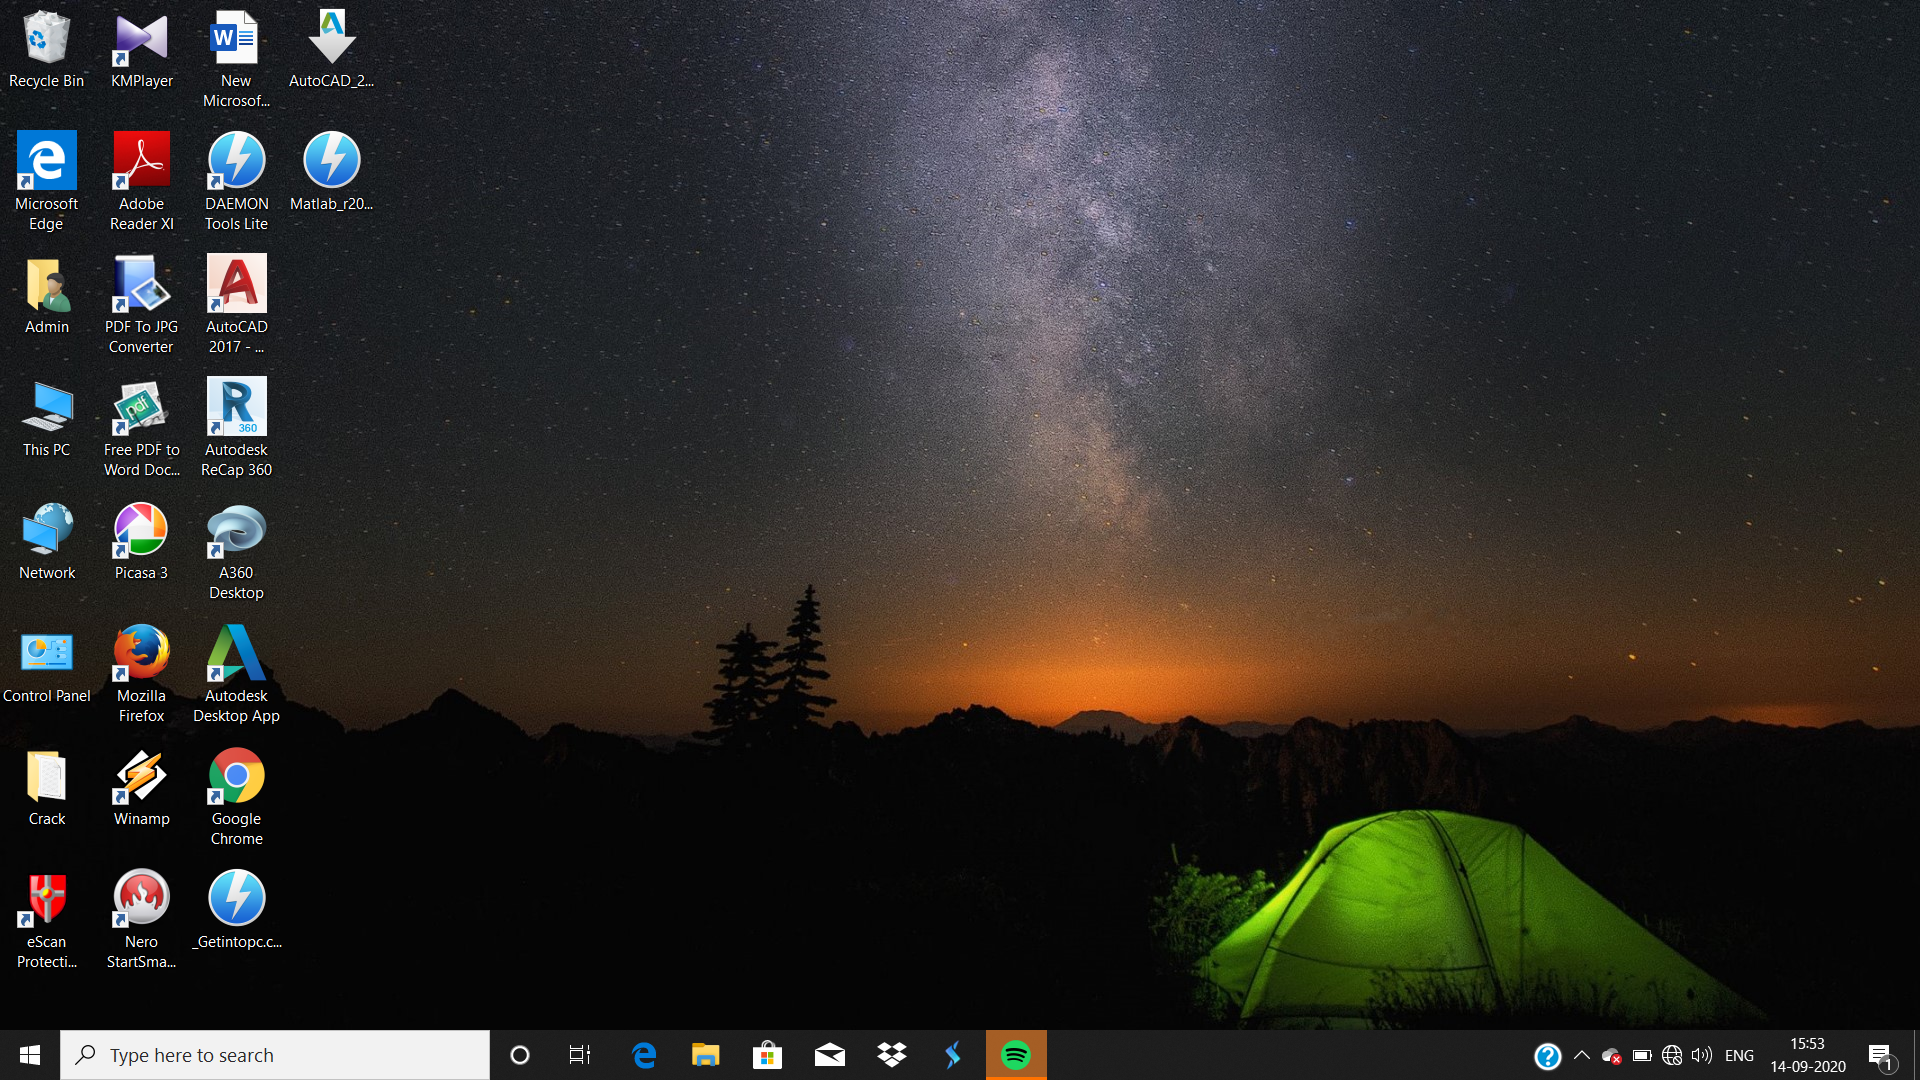 Recycle Bin
KMPlayer
New
Microsof...
AutoCAD_2...
Microsoft
Edge
Adobe
Reader XI
DAEMON
Tools Lite
Matlab_r20...
Admin
PDF To JPG
Converter
AutoCAD
2017 - ...
This PC
Free PDF to
Word Doc...
pdf
R
360
Autodesk
ReCap 360
Network
Picasa 3
A360
Desktop
Control Panel
Mozilla
Firefox
Autodesk
Desktop App
Crack
Winamp
Google
Chrome
eScan
Protecti...
Nero
StartSma...
_Getintopc.c...
Type here to search
ENG
15:53
14-09-2020
1